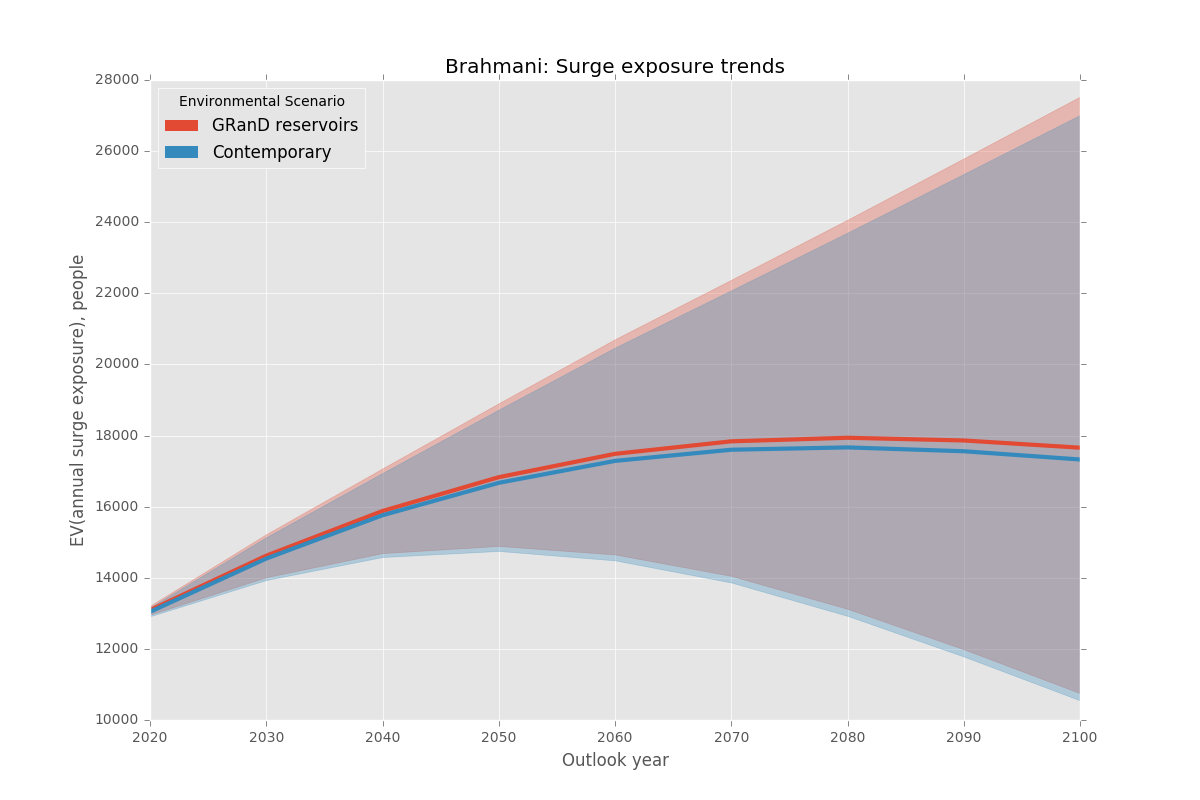 Brahmani: Surge exposure trends
Environmental Scenario
GRanD reservoirs
Contemporary
EV(annual surge exposure), people
28000
26000
24000
22000
20000
18000
16000
14000
12000
10000
2020 2030 2040 2050 2060 2070 2080 2090 2100
Outlook year